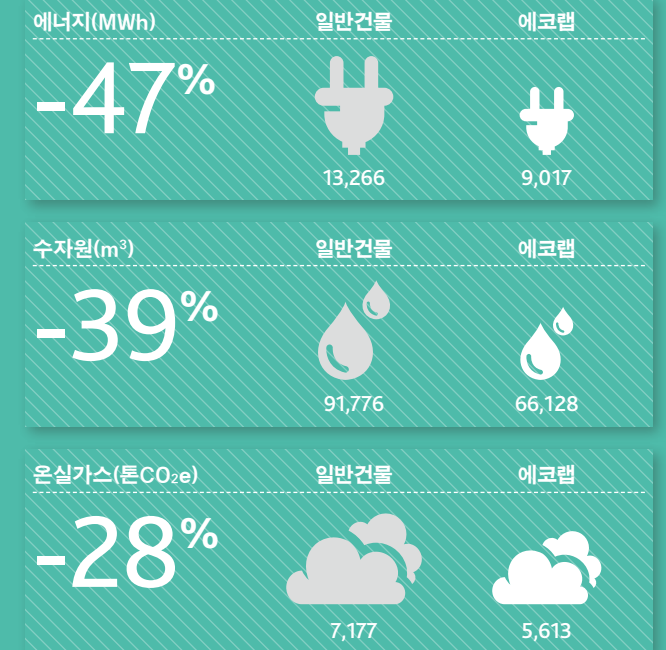 에너지(MWh) 일반건물 에코랩
-47%
13,266 9,017
수자원(m³) 일반건물 에코랩
-39%
91,776 66,128
온실가스(톤CO₂e) 일반건물 에코랩
-28%
7,177 5,613